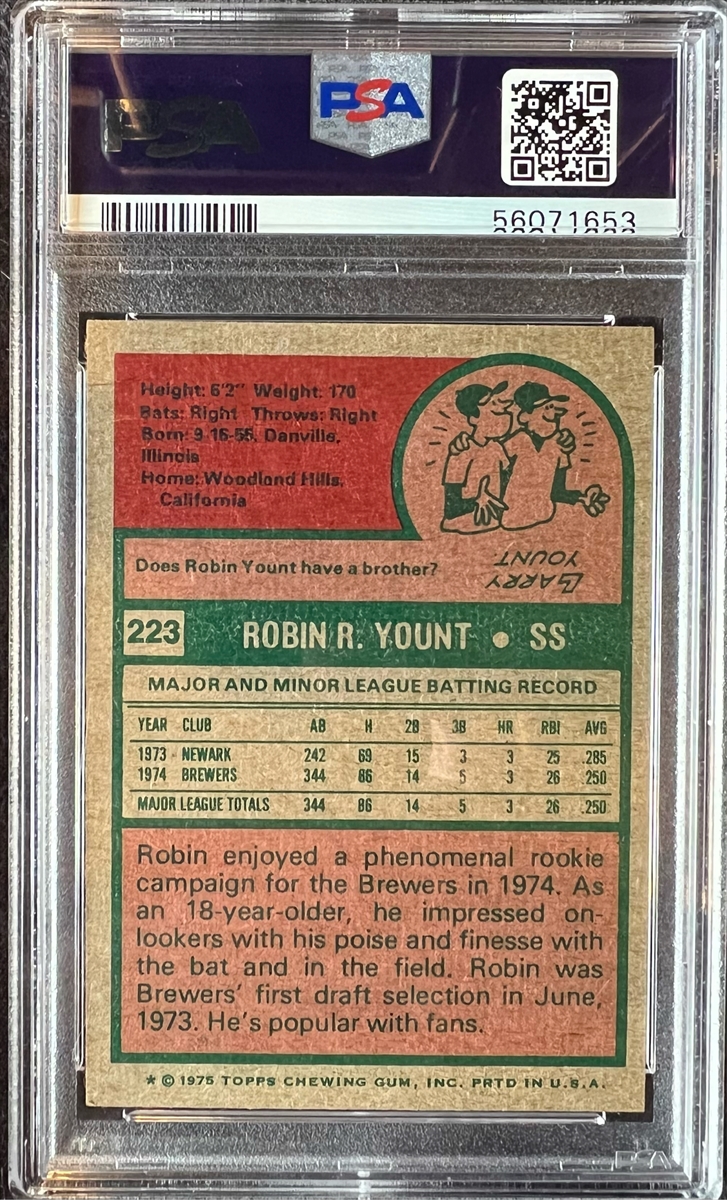 PSA
PSA
56071653
Height: 6'2" Weight: 170
Bats: Right Throws: Right
Born: 9-16-55, Danville,
Illinois
Home: Woodland Hills,
California
Does Robin Yount have a brother?
LARRY
YOUNT
223 ROBIN R. YOUNT • SS
MAJOR AND MINOR LEAGUE BATTING RECORD
YEAR CLUB AB H 2B 3B HR RBI AVG
1973 NEWARK 242 69 15 3 3 25 .285
1974 BREWERS 344 86 14 5 3 26 .250
MAJOR LEAGUE TOTALS 344 86 14 5 3 26 .250
Robin enjoyed a phenomenal rookie
campaign for the Brewers in 1974. As
an 18-year-older, he impressed on-
lookers with his poise and finesse with
the bat and in the field. Robin was
Brewers' first draft selection in June,
1973. He's popular with fans.
* © 1975 TOPPS CHEWING GUM, INC. PRTD IN U.S.A.
PSA